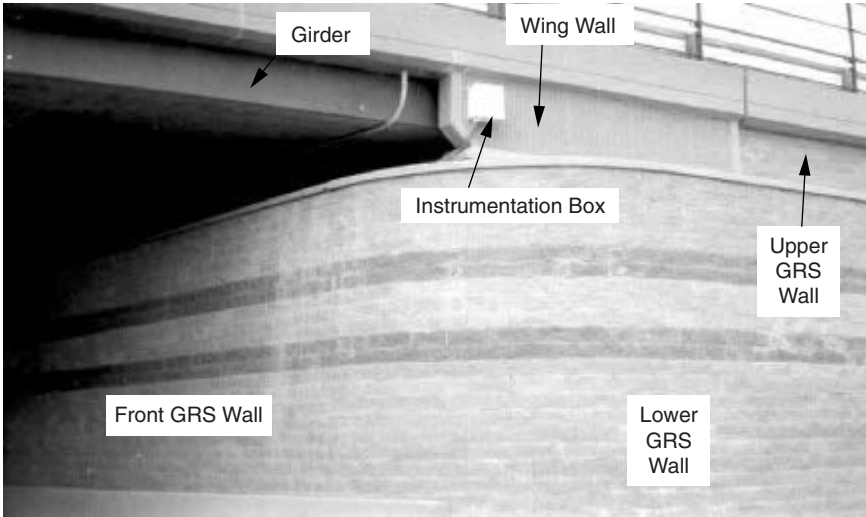 Wing Wall
Girder
Instrumentation Box
Upper
GRS
Wall
Front GRS Wall
Lower
GRS
Wall